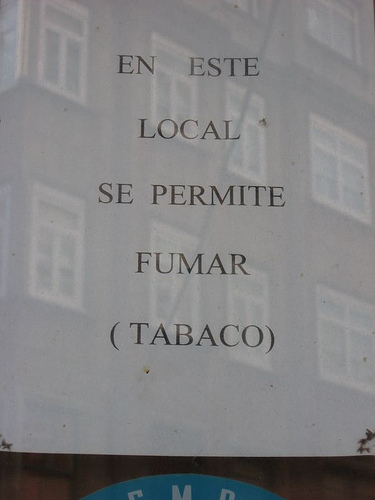 EN ESTE
LOCAL
SE PERMITE
FUMAR
( TABACO)